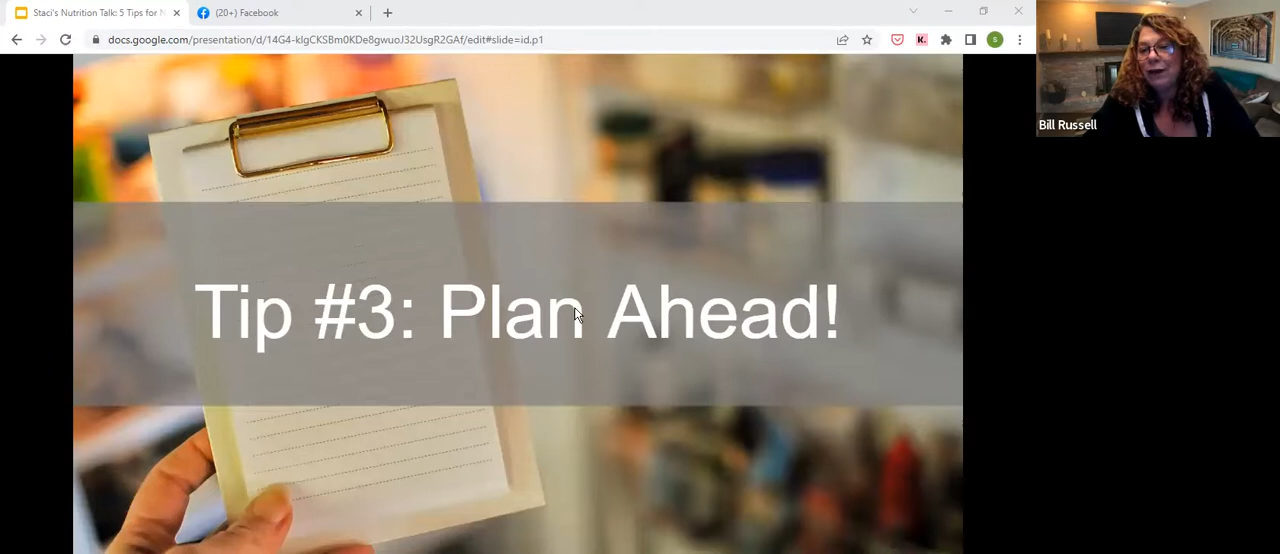 Staci's Nutrition Talk: 5 Tips for N
(20+) Facebook
docs.google.com/presentation/d/14G4-klgCKSBm0KDe8gwuoJ32UsgR2GAf/edit#slide=id.p1
K.
S
Bill Russell
Tip #3: Plan Ahead!